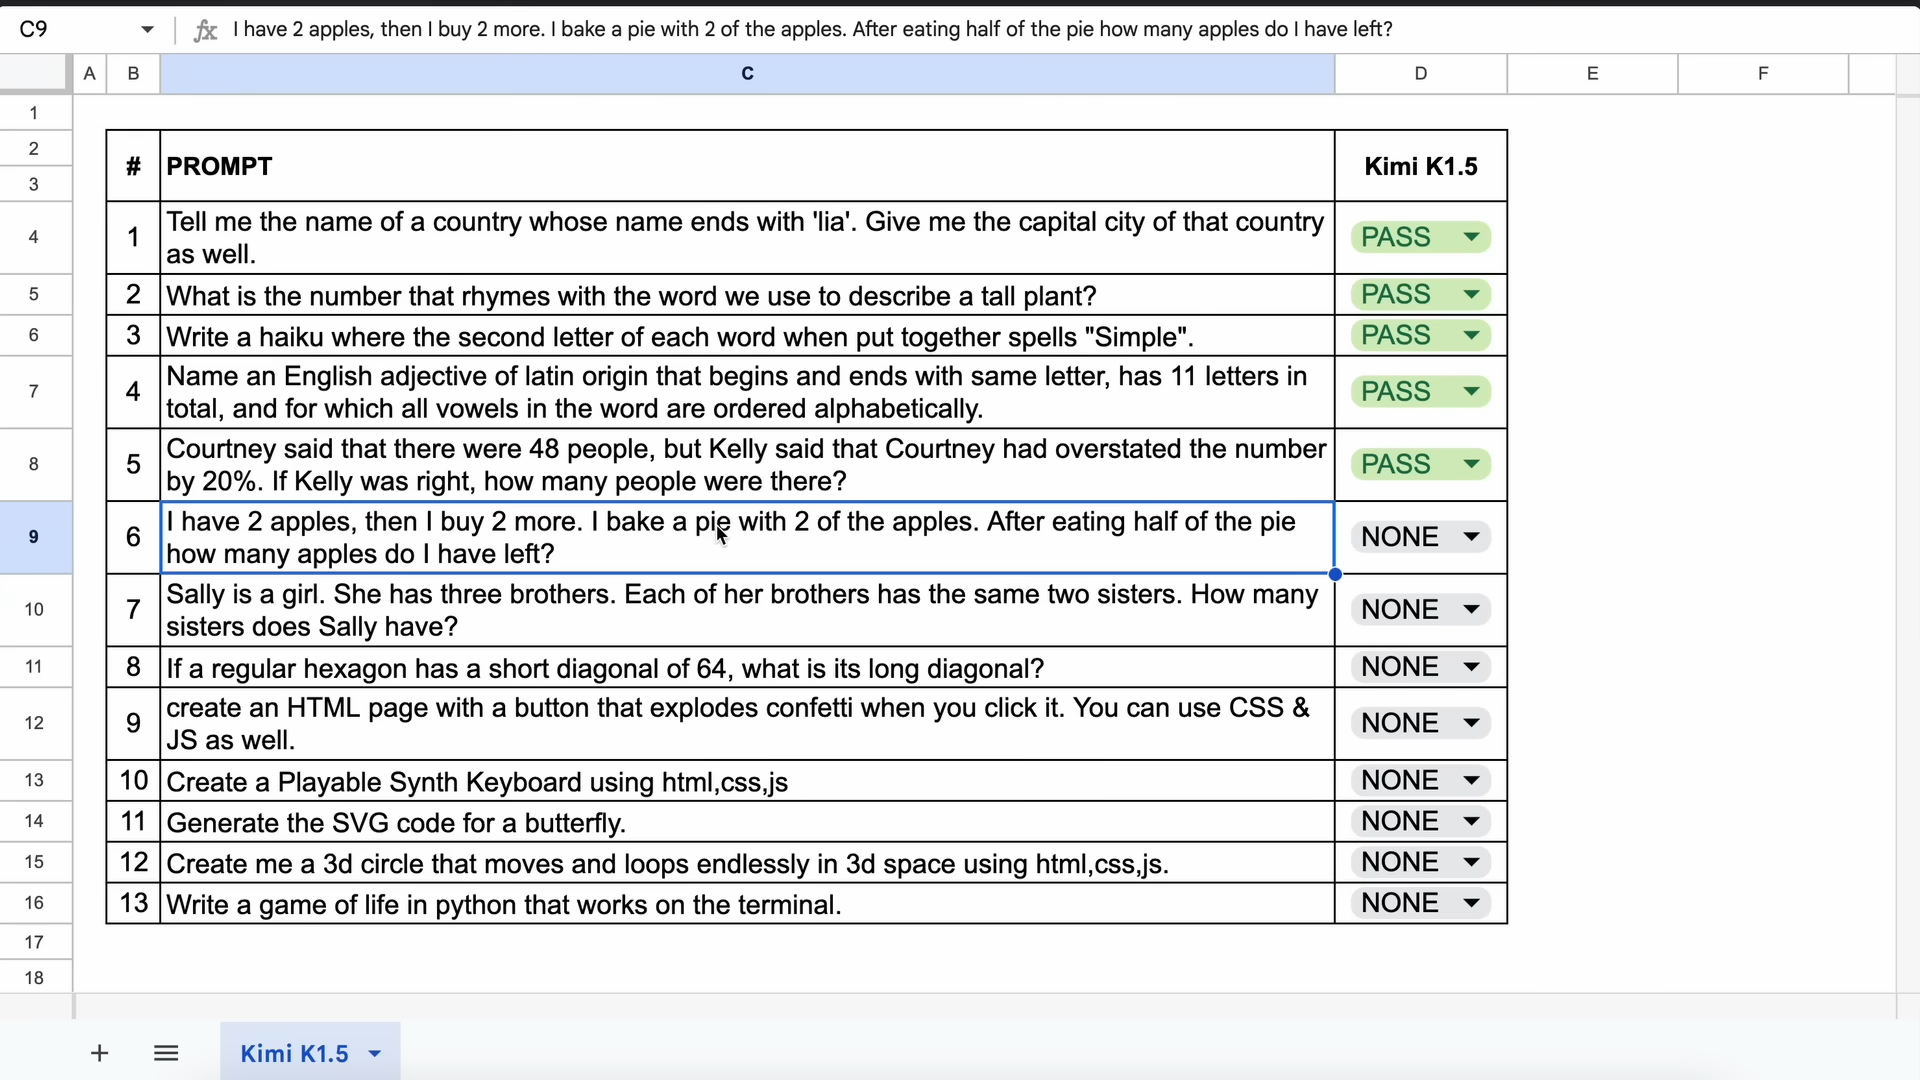 C9
fx I have 2 apples, then I buy 2 more. I bake a pie with 2 of the apples. After eating half of the pie how many apples do I have left?
A B C D E F
1
2
3
# PROMPT Kimi K1.5
4
1 Tell me the name of a country whose name ends with 'lia'. Give me the capital city of that country
as well.
PASS
5 2 What is the number that rhymes with the word we use to describe a tall plant? PASS
6 3 Write a haiku where the second letter of each word when put together spells "Simple". PASS
7
4 Name an English adjective of latin origin that begins and ends with same letter, has 11 letters in
total, and for which all vowels in the word are ordered alphabetically.
PASS
8
5 Courtney said that there were 48 people, but Kelly said that Courtney had overstated the number
by 20%. If Kelly was right, how many people were there?
PASS
9
6 I have 2 apples, then I buy 2 more. I bake a pie with 2 of the apples. After eating half of the pie
how many apples do I have left?
NONE
10
7 Sally is a girl. She has three brothers. Each of her brothers has the same two sisters. How many
sisters does Sally have?
NONE
11 8 If a regular hexagon has a short diagonal of 64, what is its long diagonal? NONE
12
9 create an HTML page with a button that explodes confetti when you click it. You can use CSS &
JS as well.
NONE
13 10 Create a Playable Synth Keyboard using html,css,js NONE
14 11 Generate the SVG code for a butterfly. NONE
15 12 Create me a 3d circle that moves and loops endlessly in 3d space using html,css,js. NONE
16 13 Write a game of life in python that works on the terminal. NONE
17
18
Kimi K1.5